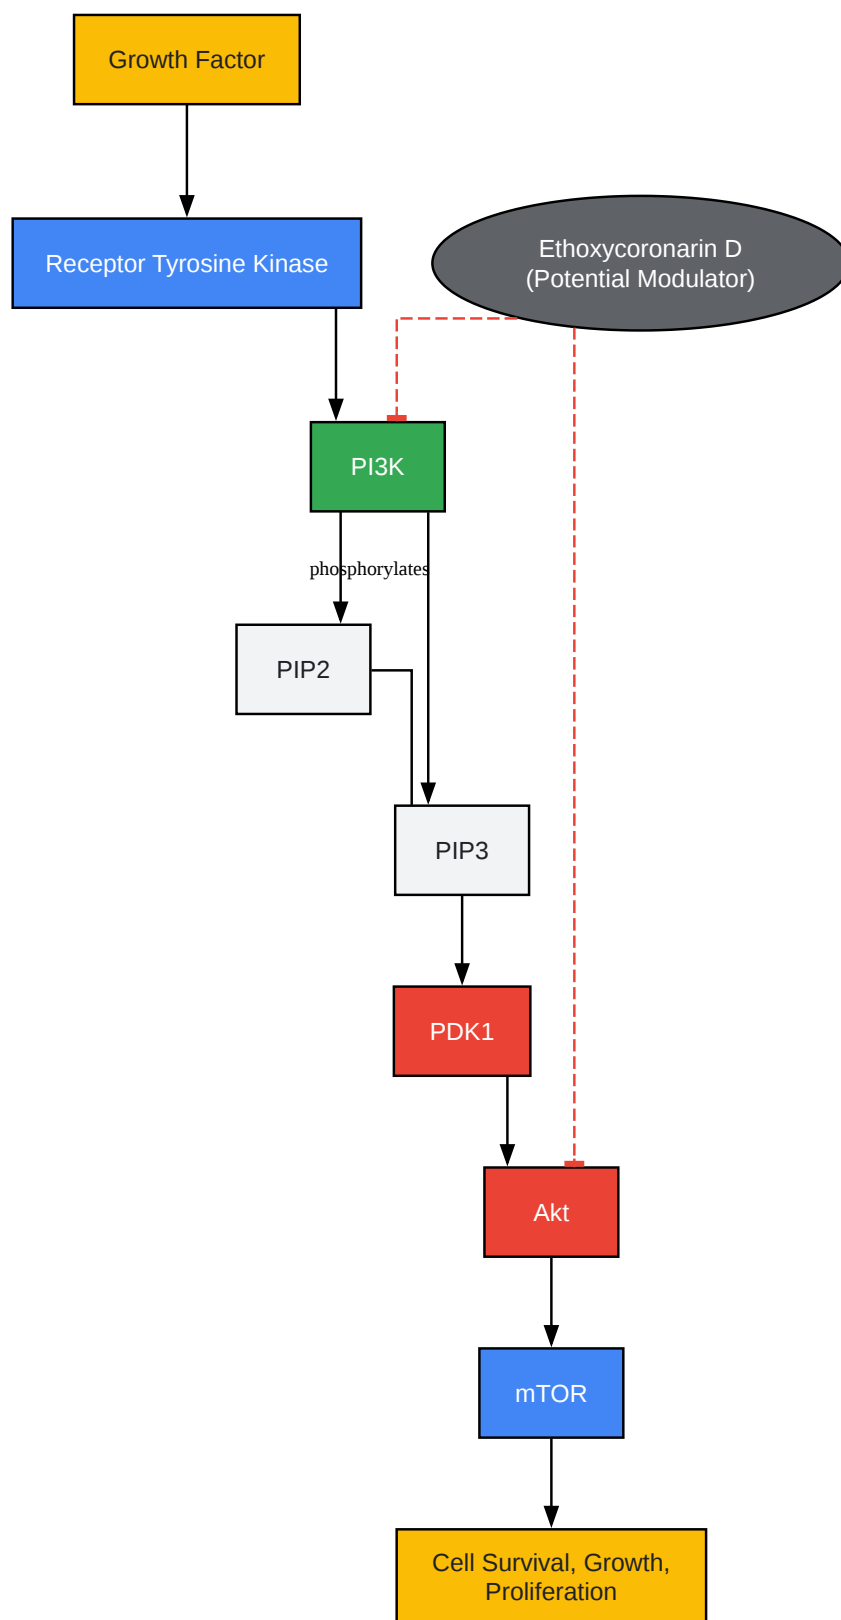 Growth Factor
Receptor Tyrosine Kinase
Ethoxycoronarin D
(Potential Modulator)
PI3K
phosphorylates
PIP2
PIP3
PDK1
Akt
mTOR
Cell Survival, Growth,
Proliferation